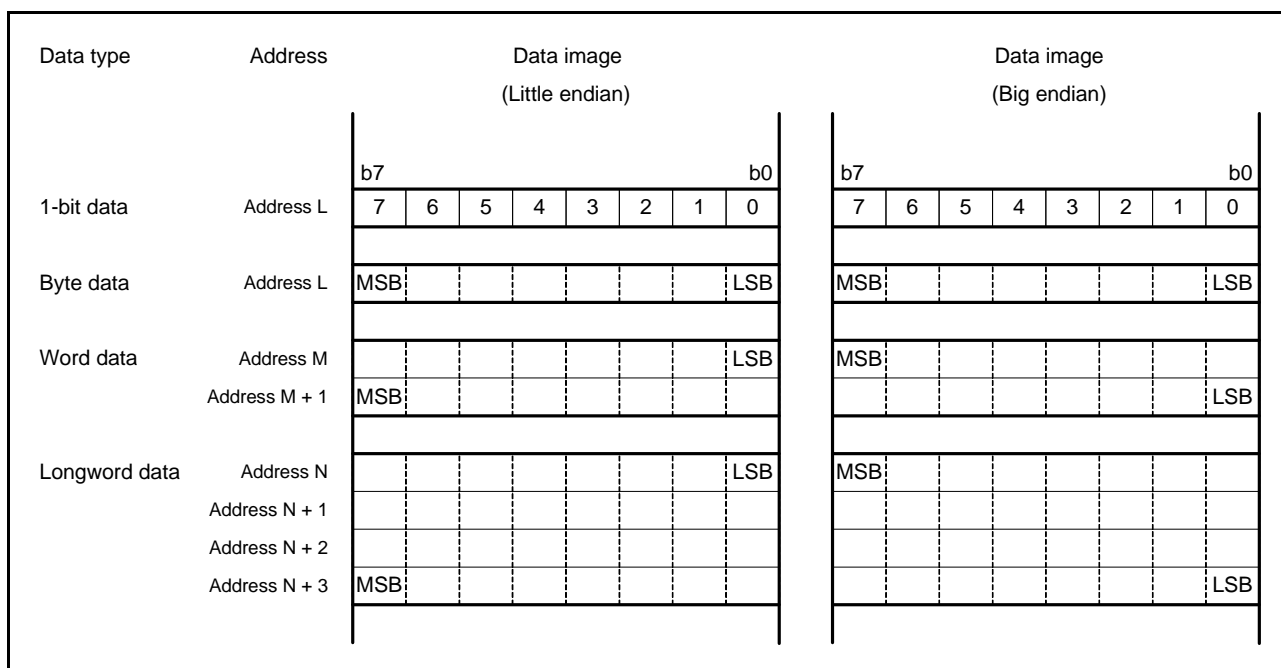 Data type Address Data image Data image
(Little endian) (Big endian)
b7 b0 b7 b0
1-bit data Address L 7 6 5 4 3 2 1 0 7 6 5 4 3 2 1 0
Byte data Address L MSB LSB MSB LSB
Word data Address M LSB MSB
Address M + 1 MSB LSB
Longword data Address N LSB MSB
Address N + 1
Address N + 2
Address N + 3 MSB LSB